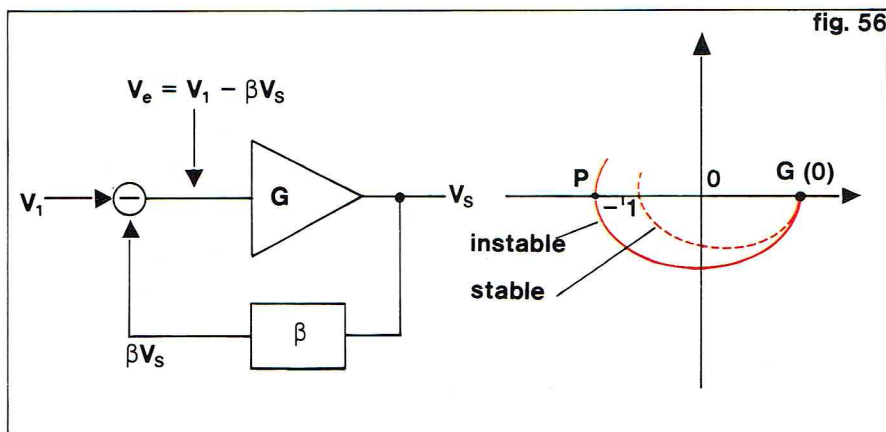 fig. 56
Ve = V1 − βVS
V1
−
G
VS
βVS
β
P
−1
0
G (0)
instable
stable